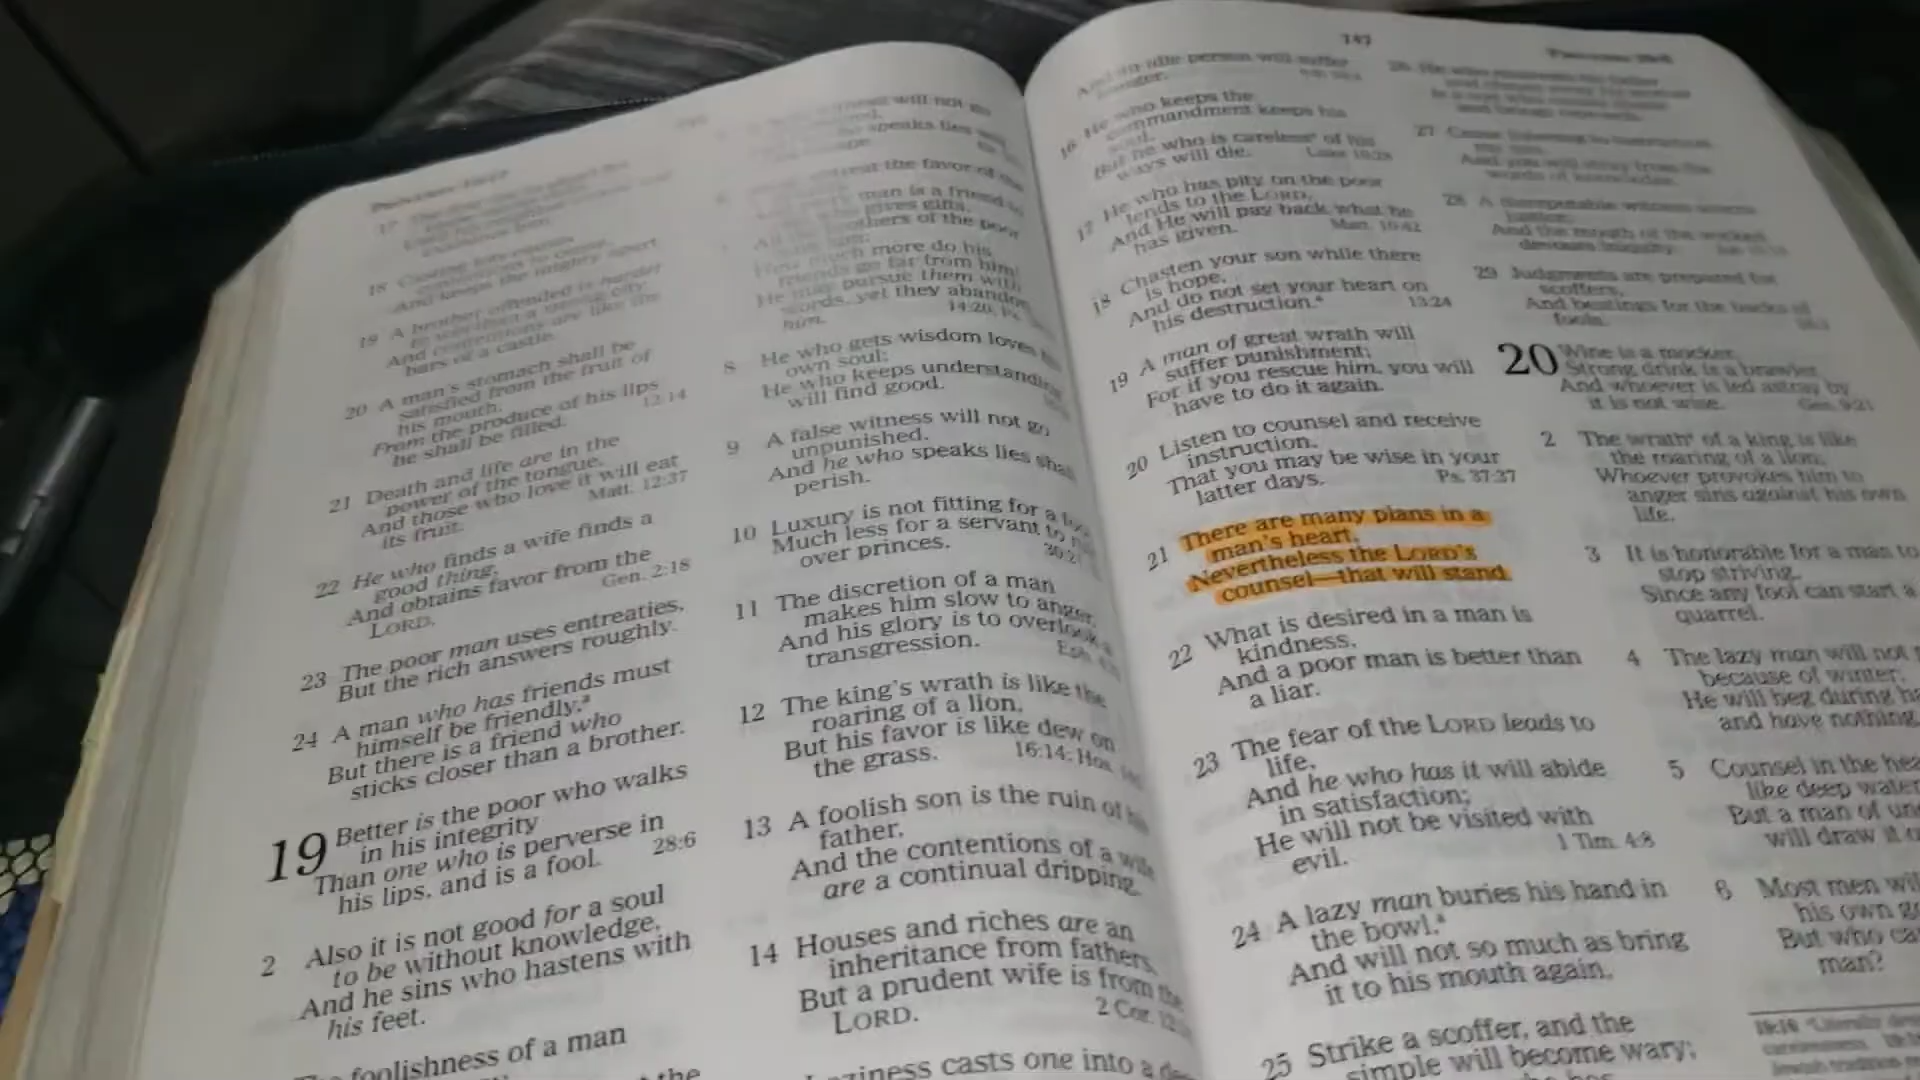 18 Casting lots causes
contentions to cease,
And keeps the mighty apart.
19 A brother offended is harder
to win than a strong city,
And contentions are like the
bars of a castle.
20 A man's stomach shall be
satisfied from the fruit of
his mouth,
From the produce of his lips
he shall be filled. 12:14
21 Death and life are in the
power of the tongue,
And those who love it will eat
its fruit. Matt. 12:37
22 He who finds a wife finds a
good thing,
And obtains favor from the
LORD. Gen. 2:18
23 The poor man uses entreaties,
But the rich answers roughly.
24 A man who has friends must
himself be friendly,ª
But there is a friend who
sticks closer than a brother.
19 Better is the poor who walks
in his integrity
Than one who is perverse in
his lips, and is a fool. 28:6
2 Also it is not good for a soul
to be without knowledge,
And he sins who hastens with
his feet.
foolishness of a man
the
will not go
speaks lies
the favor of the
man is a friend to
gives gifts.
brothers of the poor
How much more do his
friends go far from him!
He may pursue them with
words, yet they abandon
him. 14:20;
8 He who gets wisdom loves
own soul;
He who keeps understanding
will find good.
9 A false witness will not go
unpunished,
And he who speaks lies shall
perish.
10 Luxury is not fitting for a
Much less for a servant to
over princes.
11 The discretion of a man
makes him slow to anger,
And his glory is to overlook a
transgression.
12 The king's wrath is like the
roaring of a lion,
But his favor is like dew on
the grass. 16:14; Hos.
13 A foolish son is the ruin of
father,
And the contentions of a wife
are a continual dripping.
14 Houses and riches are an
inheritance from fathers,
But a prudent wife is from the
LORD. 2 Cor.
casts one into a
747
And an idle person will suffer
hunger.
16 He who keeps the
commandment keeps his
soul,
But he who is careless of his
ways will die.
17 He who has pity on the poor
lends to the LORD,
And He will pay back what he
has given. Matt. 10:42
18 Chasten your son while there
is hope,
And do not set your heart on
his destruction.ª 13:24
19 A man of great wrath will
suffer punishment;
For if you rescue him, you will
have to do it again.
20 Listen to counsel and receive
instruction,
That you may be wise in your
latter days. Ps. 37:37
21 There are many plans in a
man's heart,
Nevertheless the LORD's
counsel—that will stand.
22 What is desired in a man is
kindness,
And a poor man is better than
a liar.
23 The fear of the LORD leads to
life,
And he who has it will abide
in satisfaction;
He will not be visited with
evil. 1 Tim. 4:8
24 A lazy man buries his hand in
the bowl,ª
And will not so much as bring
it to his mouth again.
25 Strike a scoffer, and the
simple will become wary;
27 Cease listening to instruction,
my son,
And you will stray from the
words of knowledge.
28 A disreputable witness scorns
justice,
And the mouth of the wicked
devours iniquity.
29 Judgments are prepared for
scoffers,
And beatings for the backs of
fools.
20 Wine is a mocker,
Strong drink is a brawler,
And whoever is led astray by
it is not wise. Gen. 9:21
2 The wrath of a king is like
the roaring of a lion;
Whoever provokes him to
anger sins against his own
life.
3 It is honorable for a man to
stop striving,
Since any fool can start a
quarrel.
4 The lazy man will not
because of winter;
He will beg during
and have nothing.
5 Counsel in the
like deep water,
But a man of
will draw it
6 Most men will
his own
But who can
man?